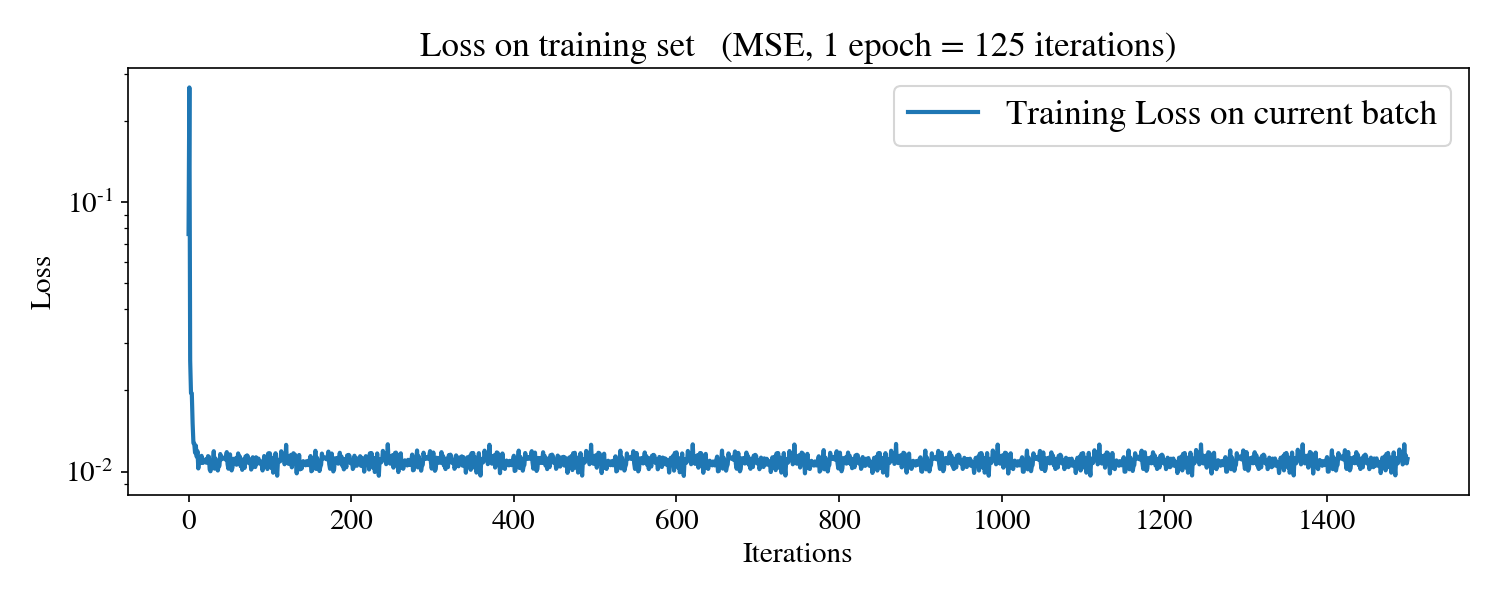 Loss on training set (MSE, 1 epoch = 125 iterations)
Training Loss on current batch
10-1
10-2
Loss
0 200 400 600 800 1000 1200 1400
Iterations